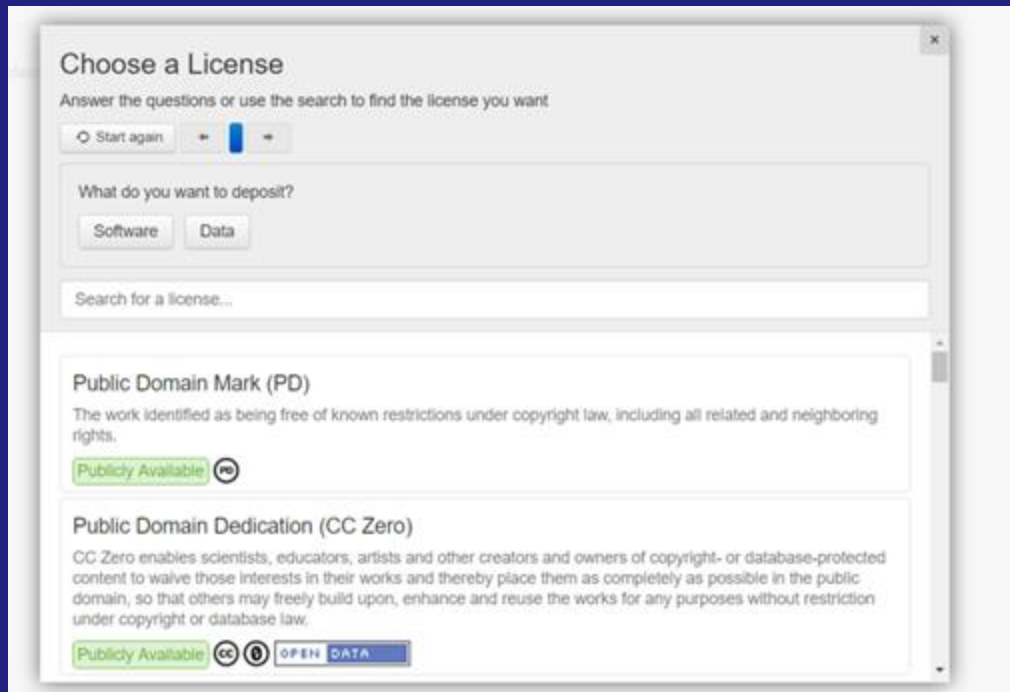 Choose a License
Answer the questions or use the search to find the license you want
Start again
What do you want to deposit?
Software Data
Search for a license...
Public Domain Mark (PD)
The work identified as being free of known restrictions under copyright law, including all related and neighboring
rights.
Publicly Available PD
Public Domain Dedication (CC Zero)
CC Zero enables scientists, educators, artists and other creators and owners of copyright- or database-protected
content to waive those interests in their works and thereby place them as completely as possible in the public
domain, so that others may freely build upon, enhance and reuse the works for any purposes without restriction
under copyright or database law.
Publicly Available cc 0 OPEN DATA